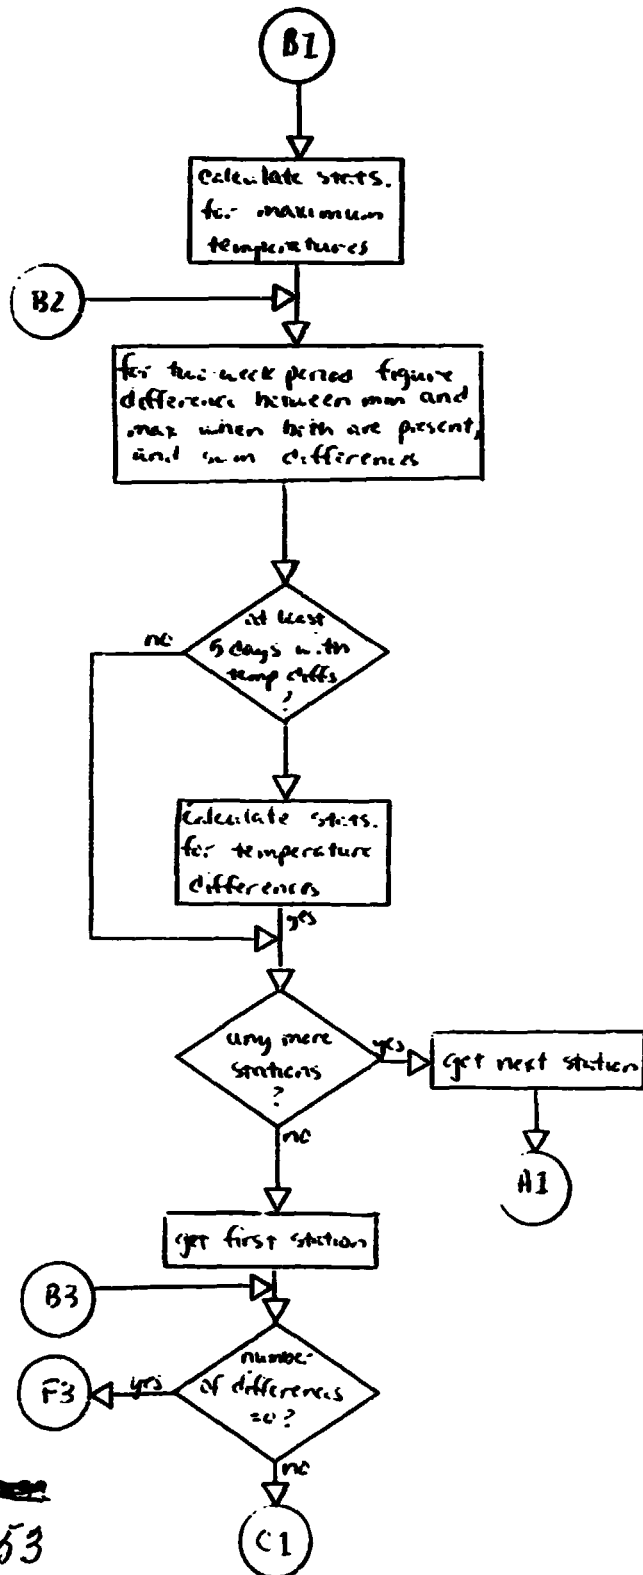 B1
calculate stats.
for maximum
temperatures
B2
for two week period figure
difference between min and
max when both are present,
and sum differences
at least
no
5 days with
temp diffs
?
calculate stats.
for temperature
differences
yes
any more
yes
stations
get next station
?
no
A1
get first station
B3
number
F3
yes
of differences
=0?
no
C1
53